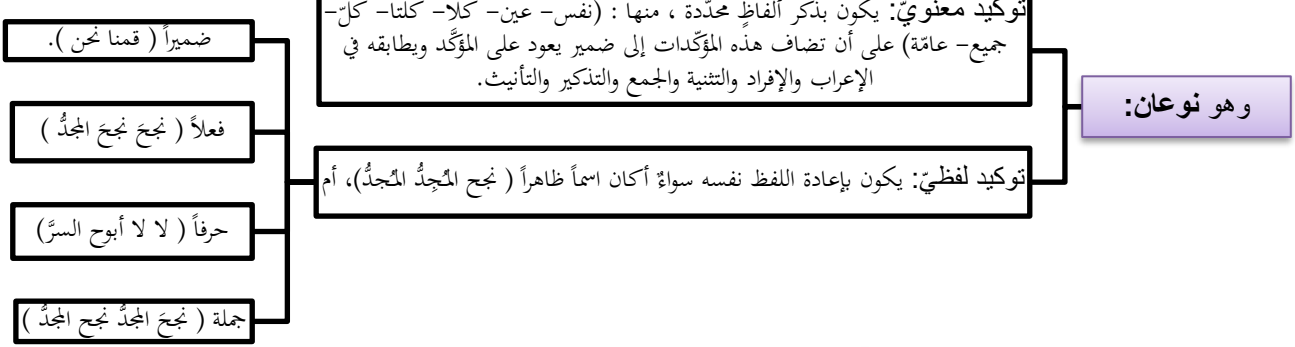 وهو نوعان:
توكيد معنويّ: يكون بذكر ألفاظٍ محدّدة ، منها : (نفس– عين– كلا– كلتا– كلّ–
جميع– عامّة) على أن تضاف هذه المؤكّدات إلى ضمير يعود على المؤكَّد ويطابقه في
الإعراب والإفراد والتثنية والجمع والتذكير والتأنيث.
توكيد لفظيّ: يكون بإعادة اللفظ نفسه سواءٌ أكان اسماً ظاهراً ( نجح المُجِدُّ المُجدُّ)، أم
ضميراً ( قمنا نحن ).
فعلاً ( نجحَ نجحَ المجدُّ )
حرفاً ( لا لا أبوح السرَّ)
جملة ( نجحَ المجدُّ نجح المجدُّ )